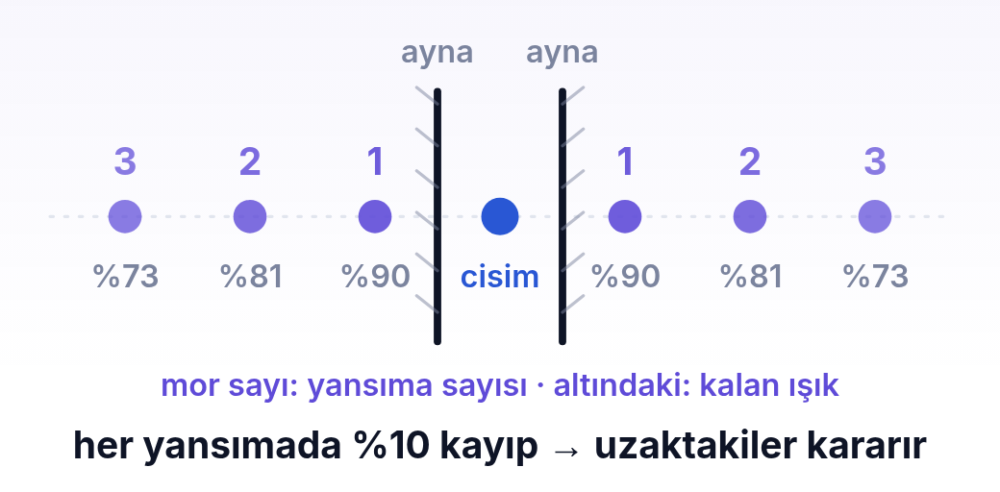 ayna ayna
3 2 1 1 2 3
%73 %81 %90 cisim %90 %81 %73
mor sayı: yansıma sayısı · altındaki: kalan ışık
her yansımada %10 kayıp → uzaktakiler kararır